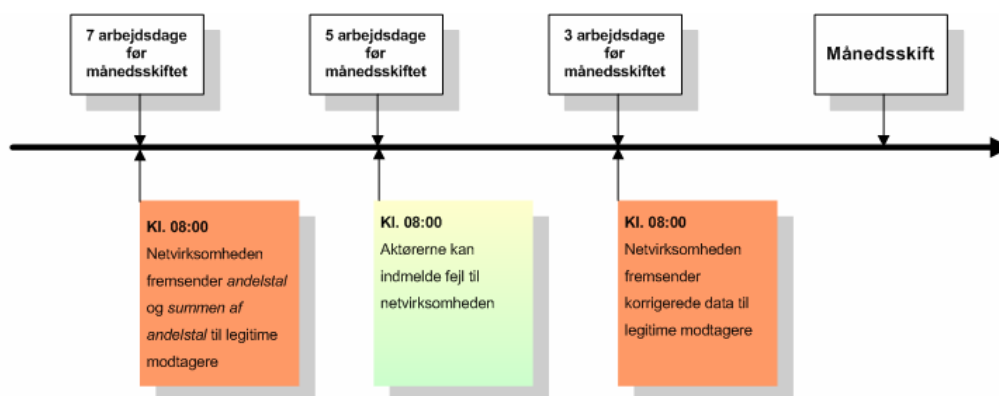 7 arbejdsdage
før
månedsskiftet
5 arbejdsdage
før
månedsskiftet
3 arbejdsdage
før
månedsskiftet
Månedsskift
Kl. 08:00
Netvirksomheden
fremsender andelstal
og summen af
andelstal til legitime
modtagere
Kl. 08:00
Aktørerne kan
indmelde fejl til
netvirksomheden
Kl. 08:00
Netvirksomheden
fremsender
korrigerede data til
legitime modtagere